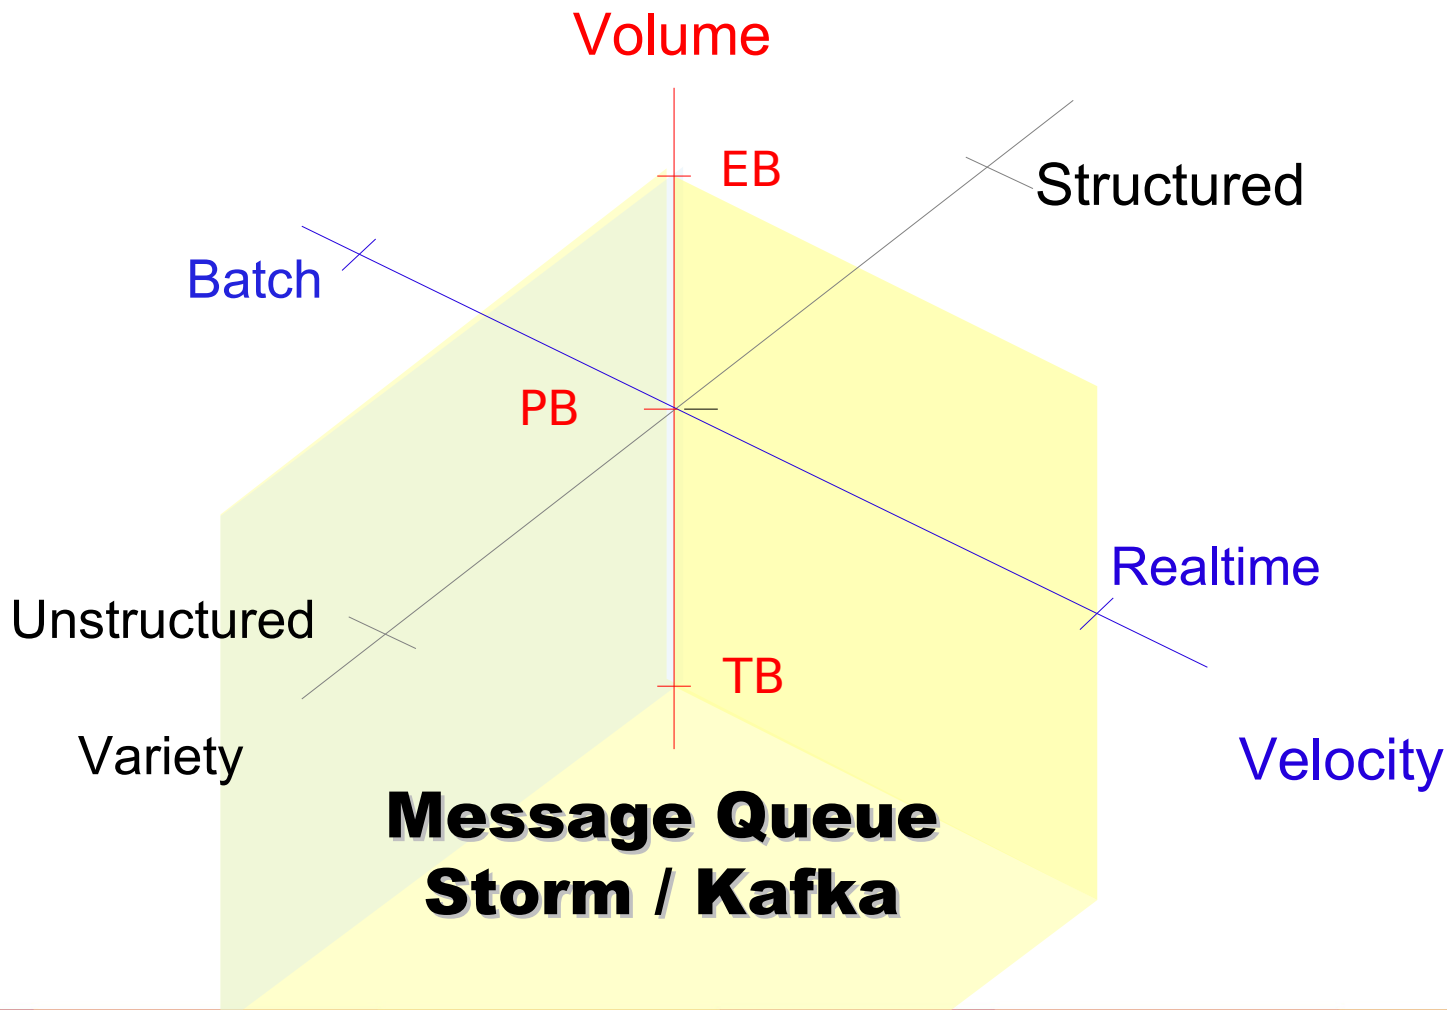 Volume
EB
Structured
Batch
PB
Realtime
Unstructured
TB
Variety
Velocity
Message Queue
Storm / Kafka